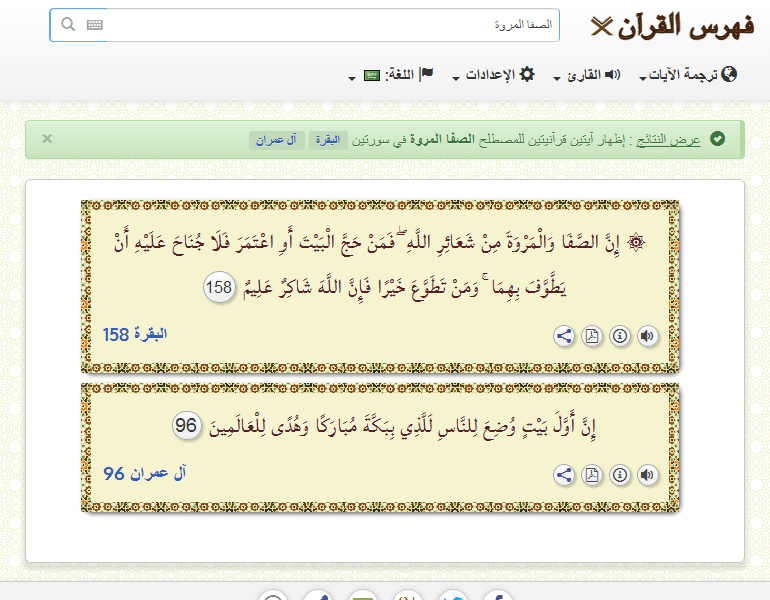 فهرس القرآن
الصفا المروة
ترجمة الآيات
القارئ
الإعدادات
اللغة:
عرض النتائج : إظهار آيتين قرآنيتين للمصطلح الصفا المروة في سورتين البقرة آل عمران
۞ إِنَّ الصَّفَا وَالْمَرْوَةَ مِنْ شَعَائِرِ اللَّهِ ۖ فَمَنْ حَجَّ الْبَيْتَ أَوِ اعْتَمَرَ فَلَا جُنَاحَ عَلَيْهِ أَنْ
يَطَّوَّفَ بِهِمَا ۚ وَمَنْ تَطَوَّعَ خَيْرًا فَإِنَّ اللَّهَ شَاكِرٌ عَلِيمٌ 158
البقرة 158
إِنَّ أَوَّلَ بَيْتٍ وُضِعَ لِلنَّاسِ لَلَّذِي بِبَكَّةَ مُبَارَكًا وَهُدًى لِلْعَالَمِينَ 96
آل عمران 96